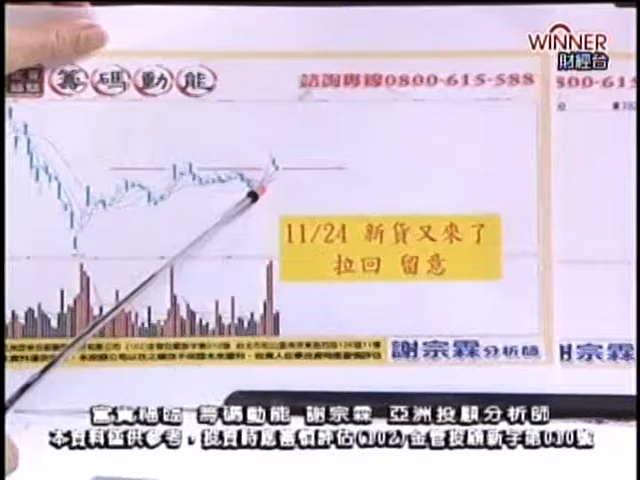 WINNER
財經台
籌碼動能
諮詢專線0800-615-588
800-615
11/24 新貨又來了
拉回 留意
謝宗霖分析師
謝宗霖
富貴福臨 籌碼動能 謝宗霖 亞洲投顧分析師
本資料僅供參考，投資時應審慎評估(102)金管投顧新字第030號